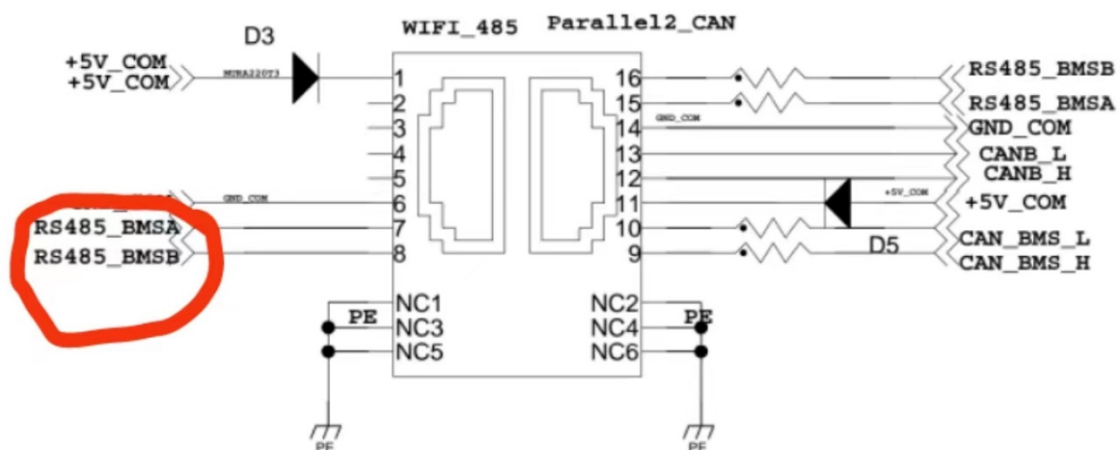 WIFI_485
Parallel2_CAN
D3
+5V_COM
+5V_COM
MURA220T3
1
2
3
4
5
6
7
8
GND_COM
RS485_BMSA
RS485_BMSB
NC1
NC3
NC5
PE
PE
16
15
14
13
12
11
10
9
GND_COM
+5V_COM
D5
RS485_BMSB
RS485_BMSA
GND_COM
CANB_L
CANB_H
+5V_COM
CAN_BMS_L
CAN_BMS_H
NC2
NC4
NC6
PE
PE